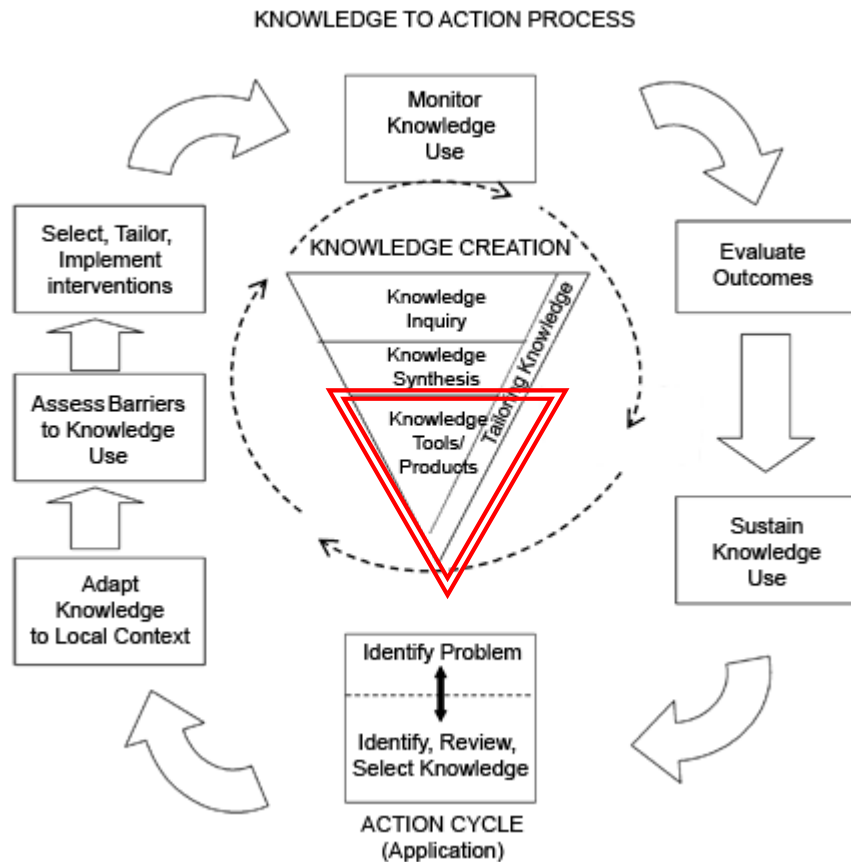 KNOWLEDGE TO ACTION PROCESS
Monitor
Knowledge
Use
Select, Tailor,
Implement
interventions
KNOWLEDGE CREATION
Evaluate
Outcomes
Knowledge
Inquiry
Knowledge
Synthesis
Tailoring Knowledge
Assess Barriers
to Knowledge
Use
Knowledge
Tools/
Products
Sustain
Knowledge
Use
Adapt
Knowledge
to Local Context
Identify Problem
Identify, Review,
Select Knowledge
ACTION CYCLE
(Application)